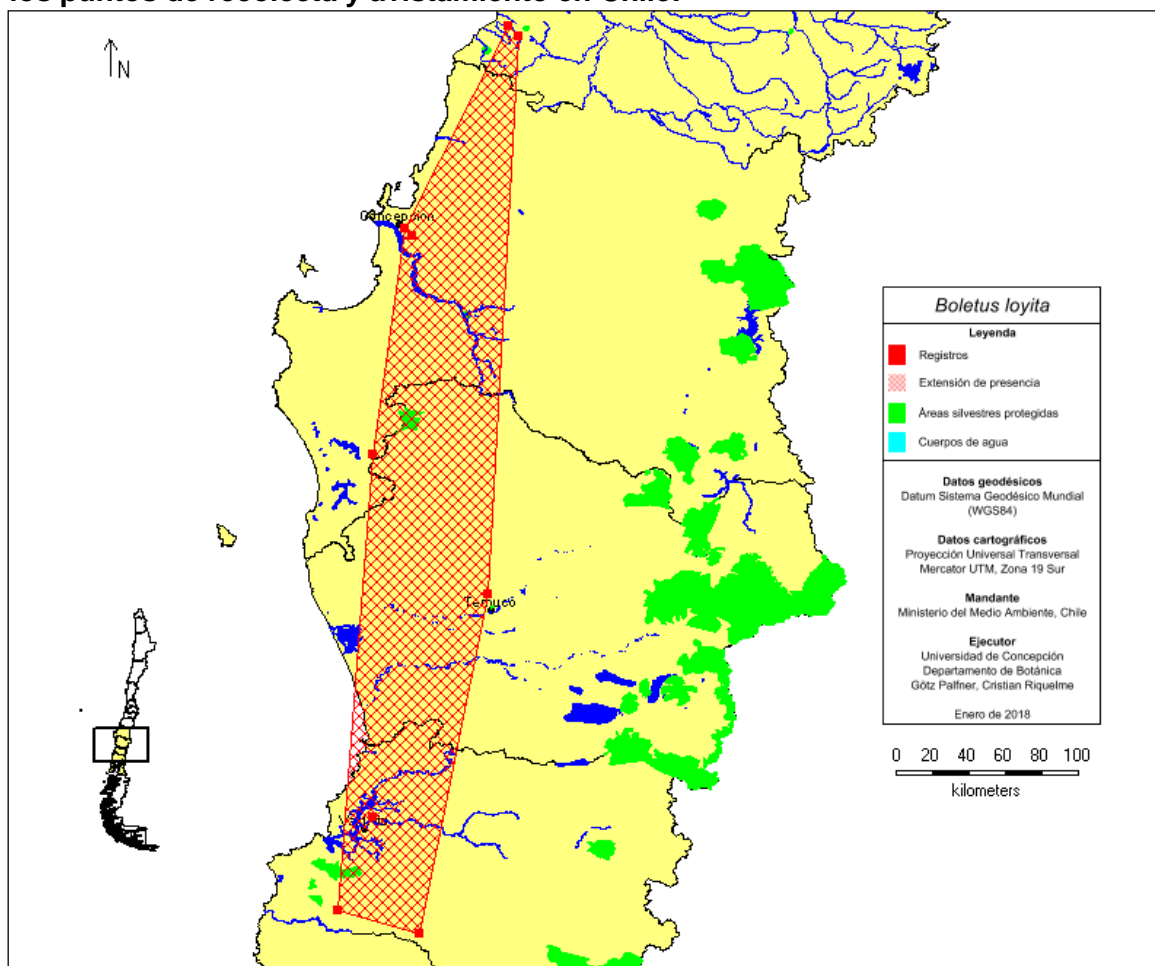 N
Concepción
Temuco
Boletus loyita
Leyenda
Registros
Extensión de presencia
Áreas silvestres protegidas
Cuerpos de agua
Datos geodésicos
Datum Sistema Geodésico Mundial
(WGS84)
Datos cartográficos
Proyección Universal Transversal
Mercator UTM, Zona 19 Sur
Mandante
Ministerio del Medio Ambiente, Chile
Ejecutor
Universidad de Concepción
Departamento de Botánica
Götz Palfner, Cristian Riquelme
Enero de 2018
0 20 40 60 80 100
kilometers